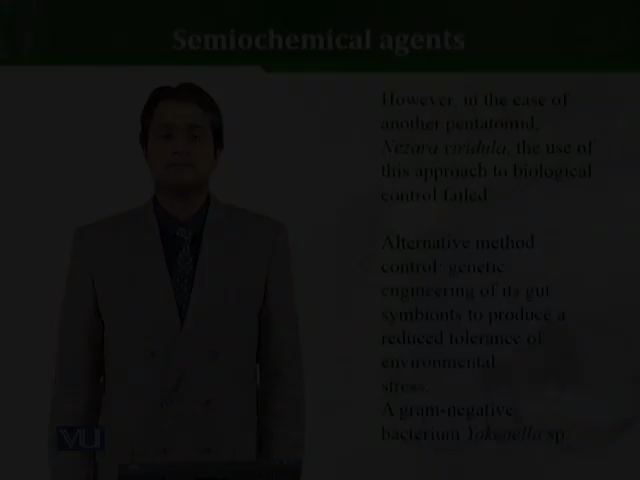 Semiochemical agents
However, in the case of
another pentatomid,
Nezara viridula, the use of
this approach to biological
control failed
Alternative method
control: genetic
engineering of its gut
symbionts to produce a
reduced tolerance of
environmental
stress.
A gram-negative
bacterium Yokenella sp.
VU